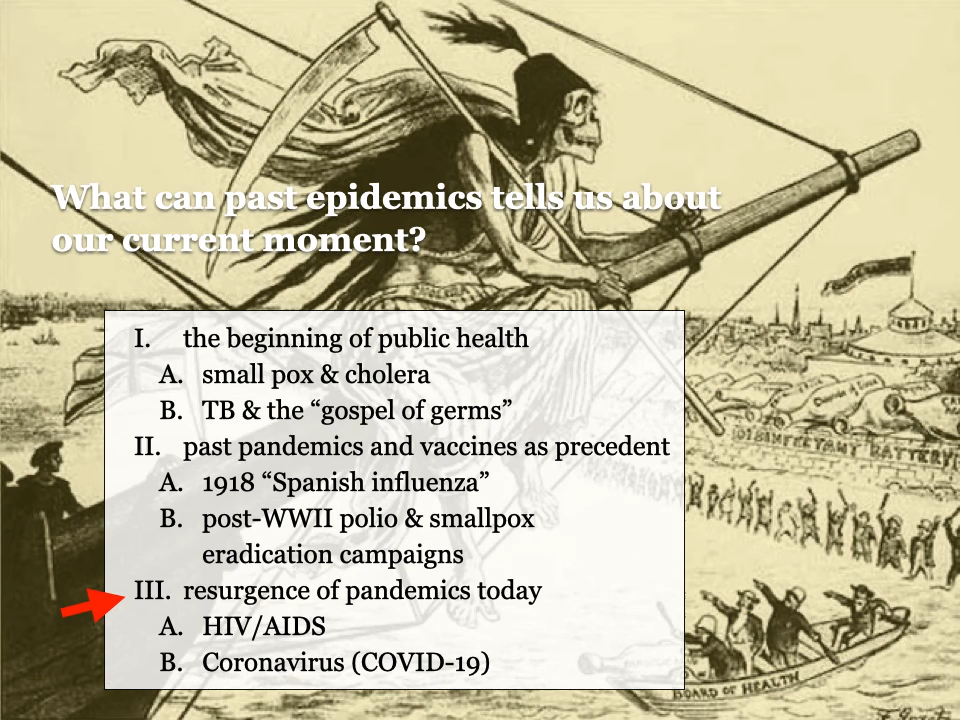 What can past epidemics tells us about
our current moment?
I. the beginning of public health
A. small pox & cholera
B. TB & the “gospel of germs”
II. past pandemics and vaccines as precedent
A. 1918 “Spanish influenza”
B. post-WWII polio & smallpox
eradication campaigns
III. resurgence of pandemics today
A. HIV/AIDS
B. Coronavirus (COVID-19)
DISINFECTANT BATTERY
BOARD OF HEALTH